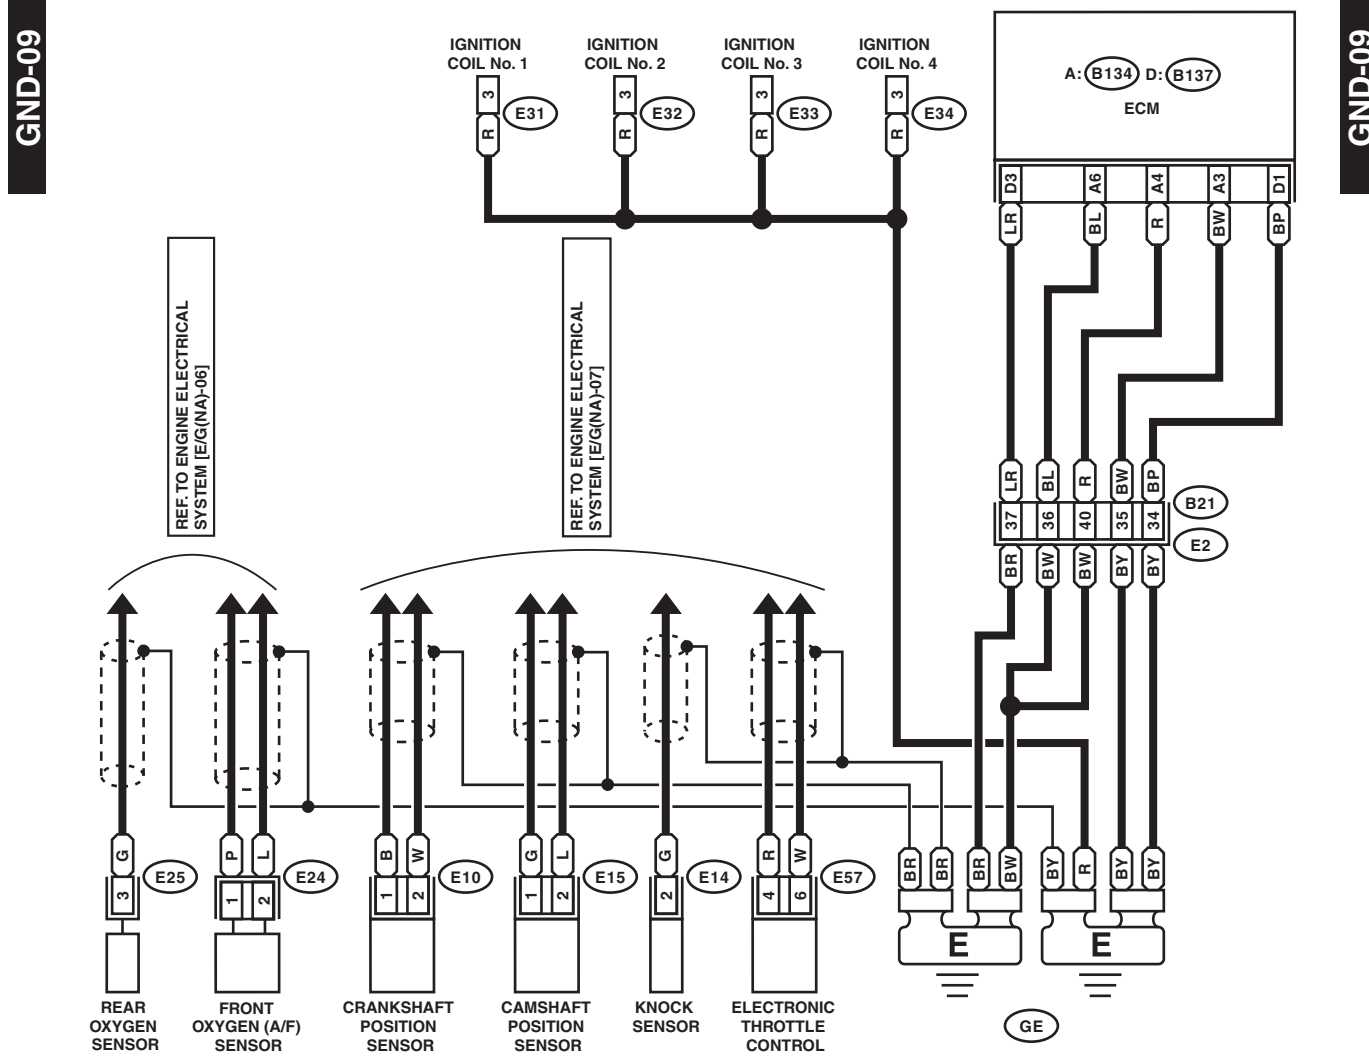 GND-09
GND-09
IGNITION
COIL No. 1
IGNITION
COIL No. 2
IGNITION
COIL No. 3
IGNITION
COIL No. 4
3
R
E31
3
R
E32
3
R
E33
3
R
E34
A: B134 D: B137
ECM
D3
A6
A4
A3
D1
LR
BL
R
BW
BP
REF. TO ENGINE ELECTRICAL
SYSTEM [E/G(NA)-06]
REF. TO ENGINE ELECTRICAL
SYSTEM [E/G(NA)-07]
LR
BL
R
BW
BP
37
36
40
35
34
B21
E2
BR
BW
BW
BY
BY
G
P
L
B
W
G
L
G
R
W
BR
BR
BR
BW
BY
R
BY
BY
3
E25
1
2
E24
1
2
E10
1
2
E15
2
E14
4
6
E57
E
E
REAR
OXYGEN
SENSOR
FRONT
OXYGEN (A/F)
SENSOR
CRANKSHAFT
POSITION
SENSOR
CAMSHAFT
POSITION
SENSOR
KNOCK
SENSOR
ELECTRONIC
THROTTLE
CONTROL
GE